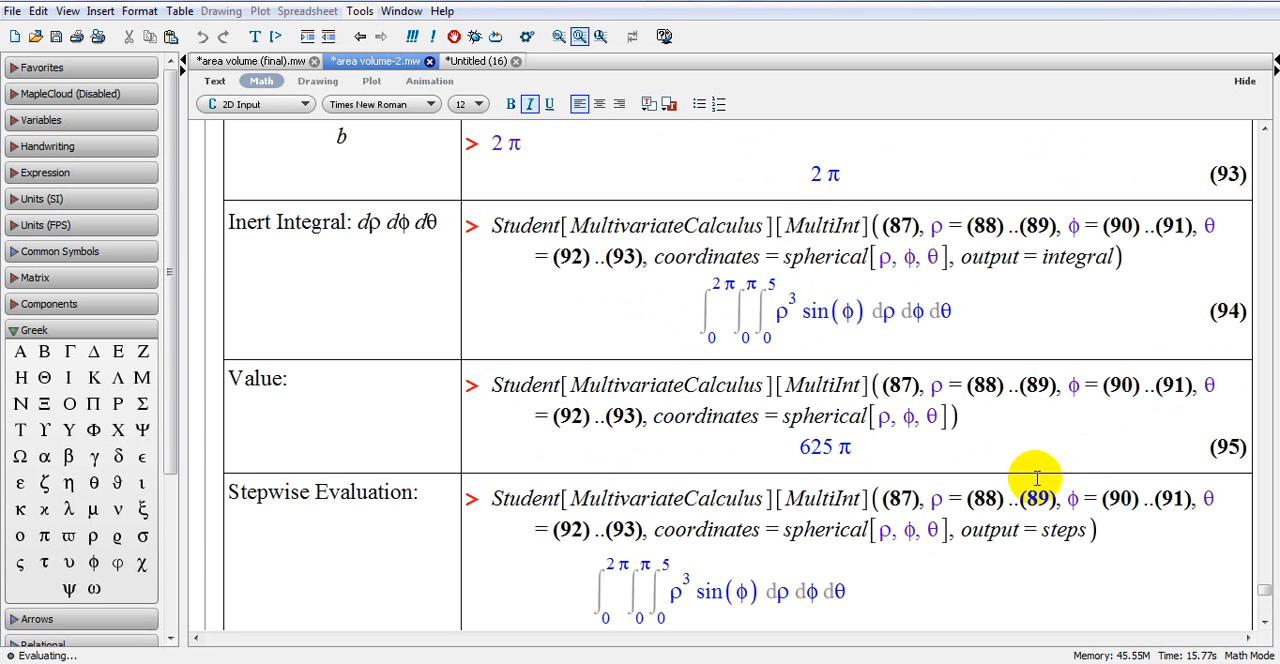 File Edit View Insert Format Table Drawing Plot Spreadsheet Tools Window Help
*area volume (final).mw *area volume-2.mw *Untitled (16)
Text Math Drawing Plot Animation Hide
C 2D Input Times New Roman 12 B I U
Favorites
MapleCloud (Disabled)
Variables
Handwriting
Expression
Units (SI)
Units (FPS)
Common Symbols
Matrix
Components
Greek
Α Β Γ Δ Ε Ζ
Η Θ Ι Κ Λ Μ
Ν Ξ Ο Π Ρ Σ
Τ Υ Φ Χ Ψ
Ω α β γ δ ϵ
ε ζ η θ ϑ ι
κ ϰ λ μ ν ξ
ο π ϖ ρ ϱ σ
ς τ υ ϕ φ χ
ψ ω
Arrows
b
> 2 π
2 π (93)
Inert Integral: dρ dϕ dθ
> Student[MultivariateCalculus][MultiInt]((87), ρ = (88) ..(89), ϕ = (90) ..(91), θ
= (92) ..(93), coordinates = spherical[ρ, ϕ, θ], output = integral)
∫₀^{2 π} ∫₀^{π} ∫₀^{5} ρ³ sin(ϕ) dρ dϕ dθ (94)
Value:
> Student[MultivariateCalculus][MultiInt]((87), ρ = (88) ..(89), ϕ = (90) ..(91), θ
= (92) ..(93), coordinates = spherical[ρ, ϕ, θ])
625 π (95)
Stepwise Evaluation:
> Student[MultivariateCalculus][MultiInt]((87), ρ = (88) ..(89), ϕ = (90) ..(91), θ
= (92) ..(93), coordinates = spherical[ρ, ϕ, θ], output = steps)
∫₀^{2 π} ∫₀^{π} ∫₀^{5} ρ³ sin(ϕ) dρ dϕ dθ
Evaluating... Memory: 45.55M Time: 15.77s Math Mode